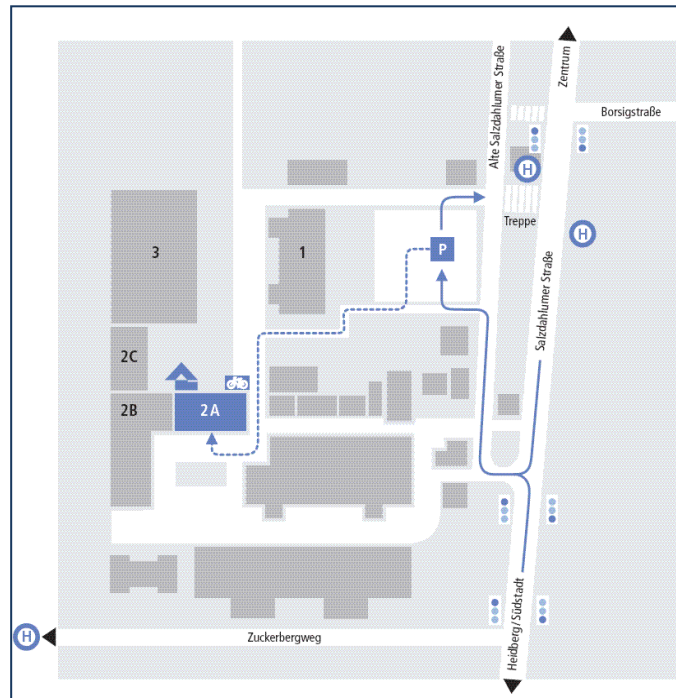 Zentrum
Alte Salzdahlumer Straße
Borsigstraße
H
Treppe
H
3
1
P
Salzdahlumer Straße
2C
2B
2A
Heidberg/Südstadt
H
Zuckerbergweg